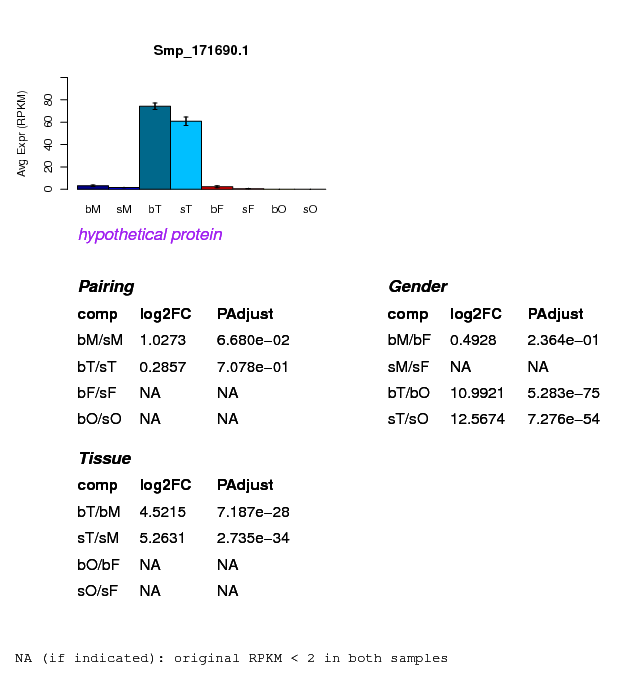 Smp_171690.1
Avg Expr (RPKM)
80
60
40
20
0
bM sM bT sT bF sF bO sO
hypothetical protein
Pairing
comp log2FC PAdjust
bM/sM 1.0273 6.680e−02
bT/sT 0.2857 7.078e−01
bF/sF NA NA
bO/sO NA NA
Gender
comp log2FC PAdjust
bM/bF 0.4928 2.364e−01
sM/sF NA NA
bT/bO 10.9921 5.283e−75
sT/sO 12.5674 7.276e−54
Tissue
comp log2FC PAdjust
bT/bM 4.5215 7.187e−28
sT/sM 5.2631 2.735e−34
bO/bF NA NA
sO/sF NA NA
NA (if indicated): original RPKM < 2 in both samples